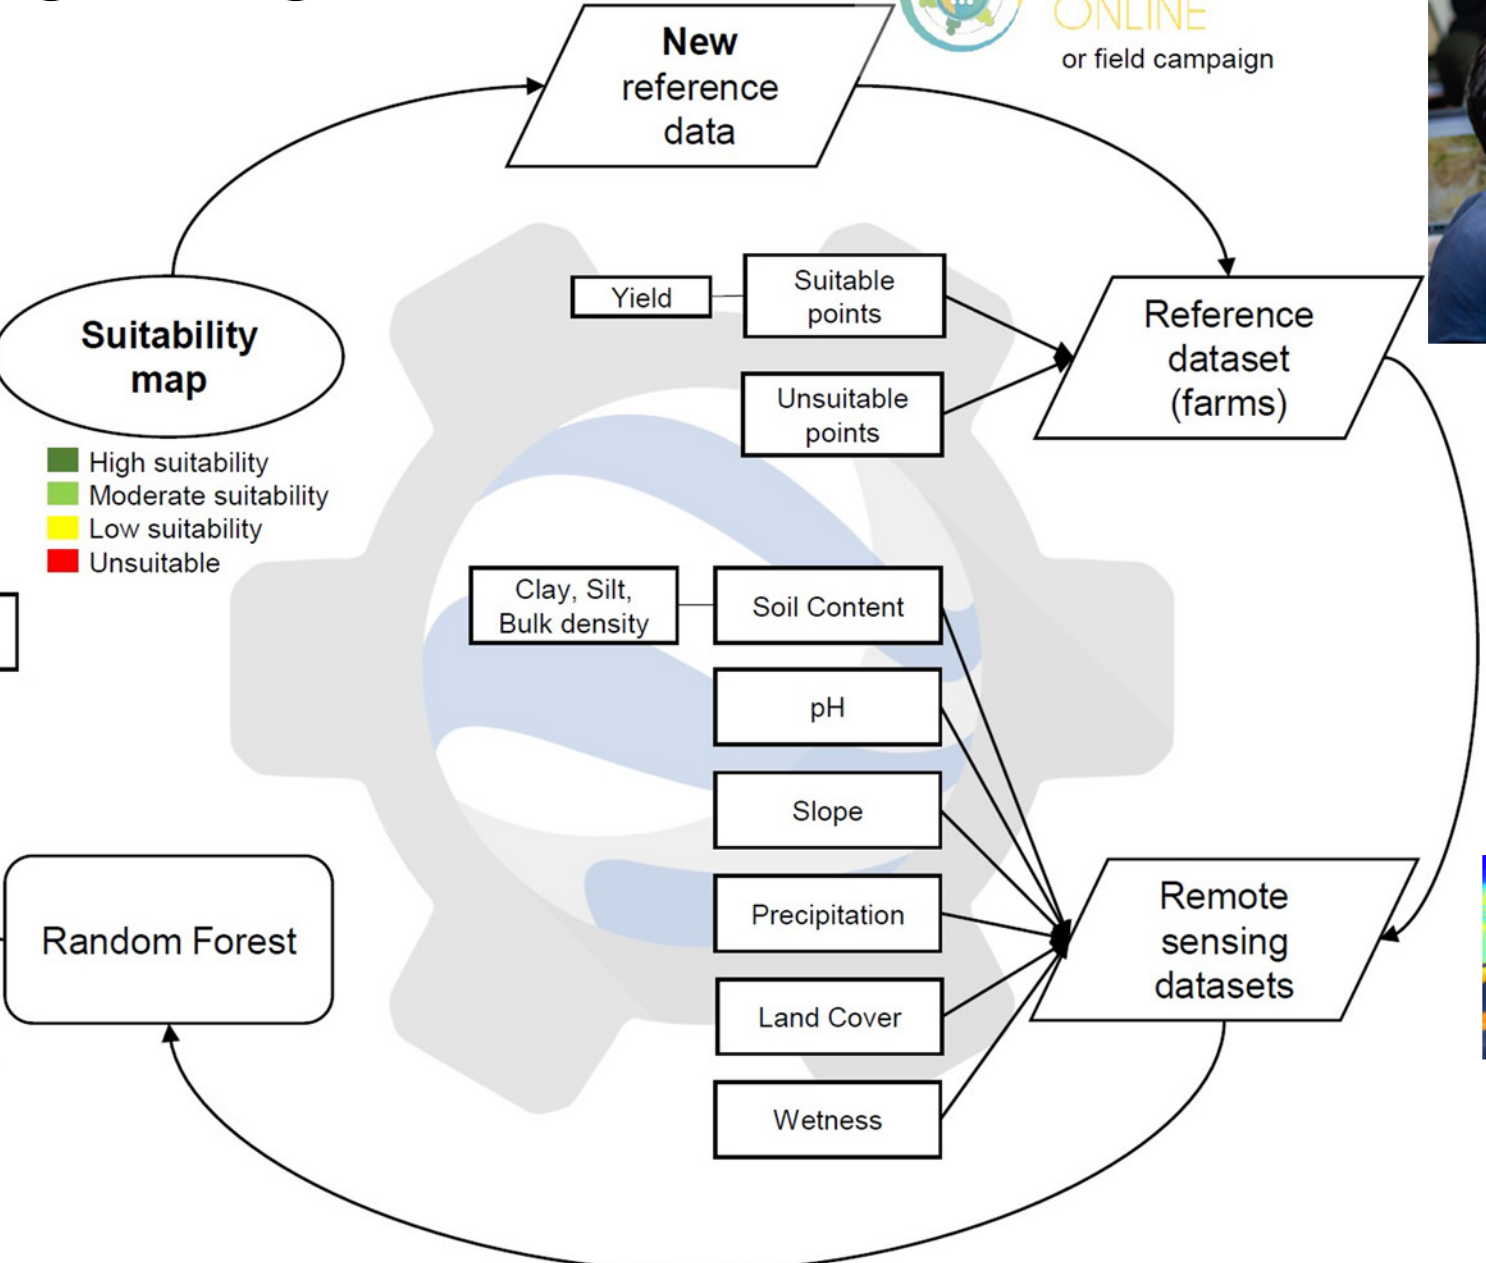 ONLINE
or field campaign
New
reference
data
Suitability
map
High suitability
Moderate suitability
Low suitability
Unsuitable
Yield
Suitable
points
Unsuitable
points
Reference
dataset
(farms)
Clay, Silt,
Bulk density
Soil Content
pH
Slope
Precipitation
Land Cover
Wetness
Remote
sensing
datasets
Random Forest